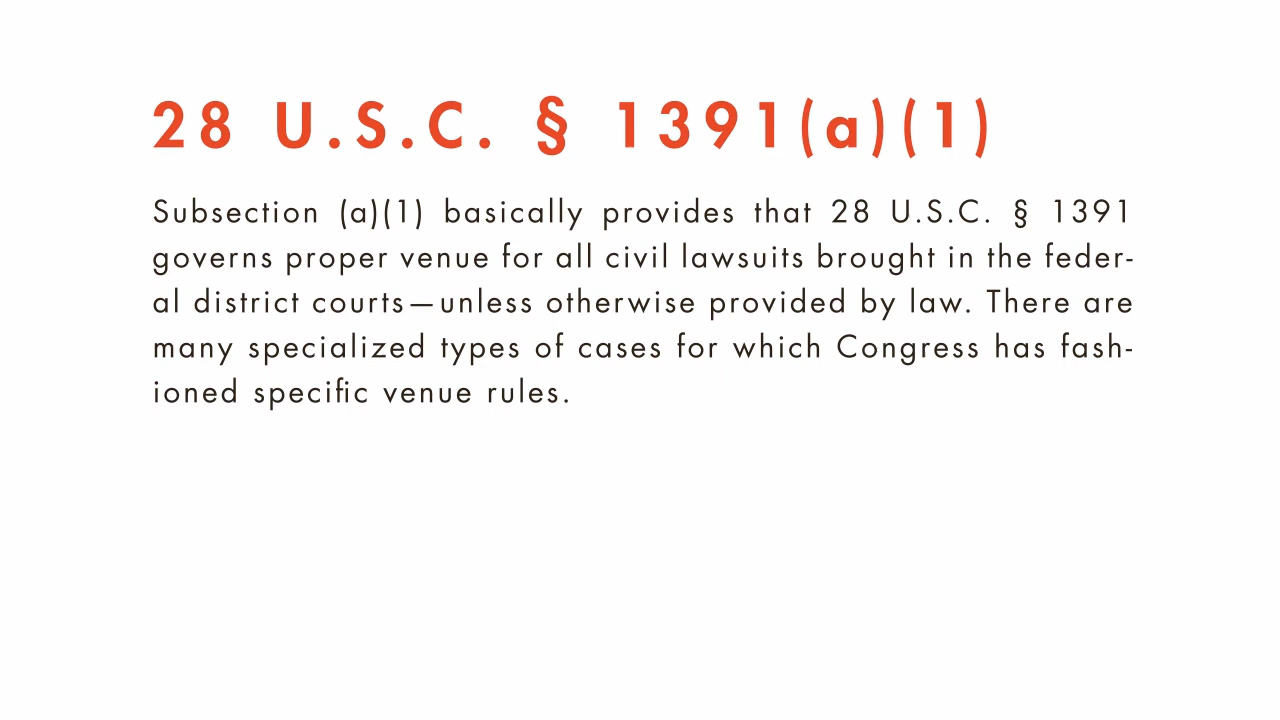 28 U.S.C. § 1391(a)(1)
Subsection (a)(1) basically provides that 28 U.S.C. § 1391
governs proper venue for all civil lawsuits brought in the feder-
al district courts—unless otherwise provided by law. There are
many specialized types of cases for which Congress has fash-
ioned specific venue rules.